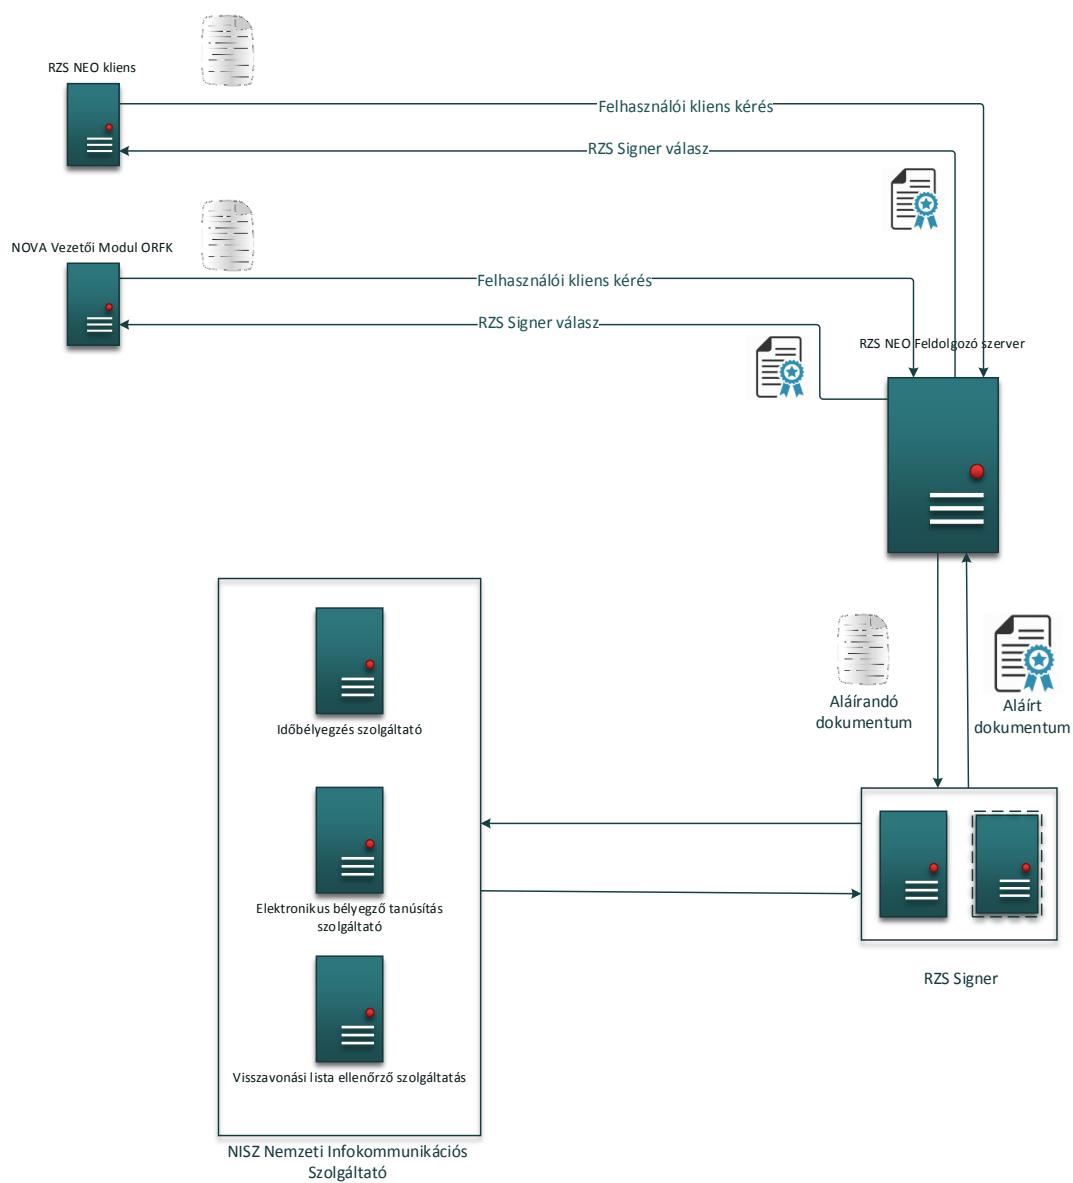 RZS NEO kliens
Felhasználói kliens kérés
RZS Signer válasz
NOVA Vezetői Modul ORFK
Felhasználói kliens kérés
RZS Signer válasz
RZS NEO Feldolgozó szerver
Aláírandó
dokumentum
Aláírt
dokumentum
Időbélyegzés szolgáltató
Elektronikus bélyegző tanúsítás
szolgáltató
RZS Signer
Visszavonási lista ellenőrző szolgáltatás
NISZ Nemzeti Infokommunikációs
Szolgáltató